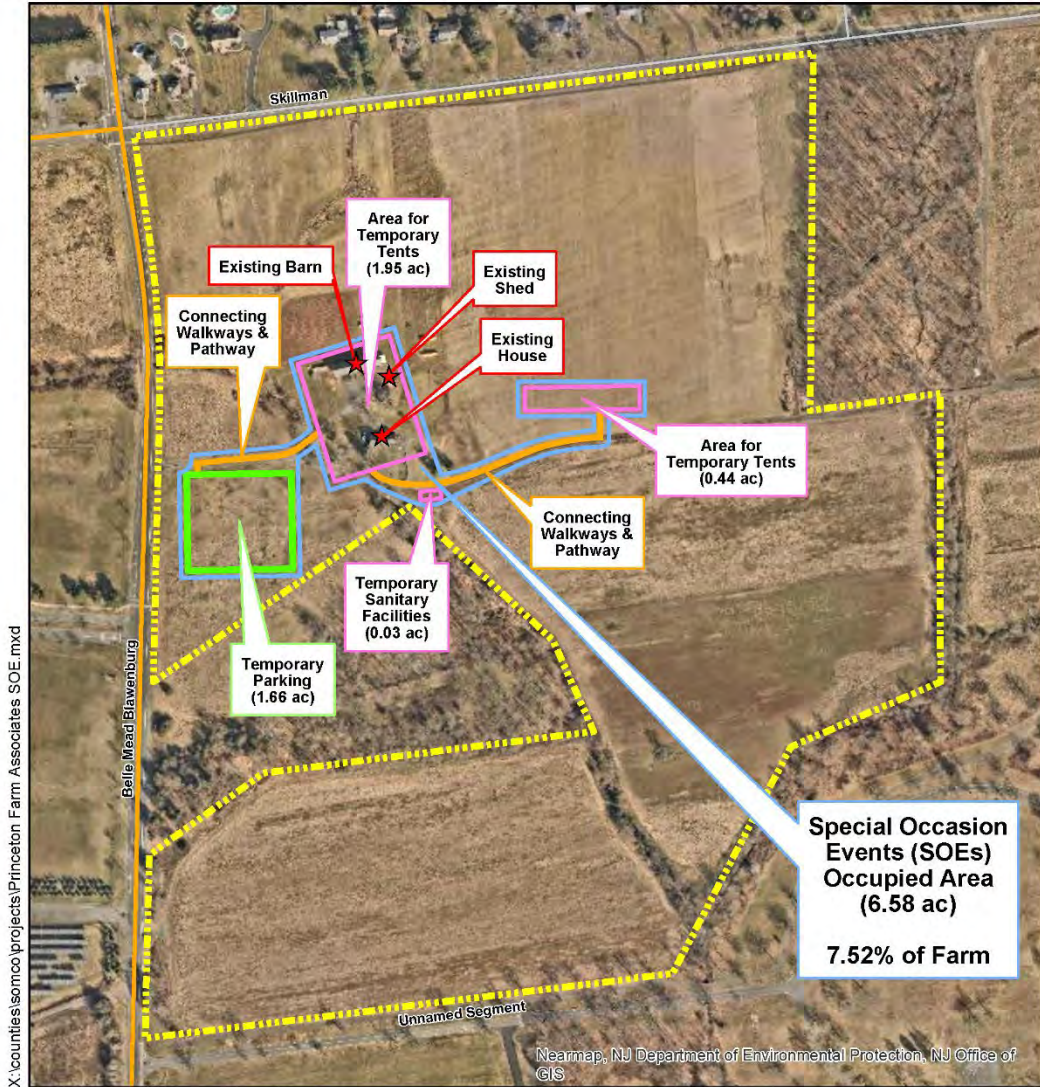 Skillman
Area for
Temporary
Tents
(1.95 ac)
Existing Barn
Existing
Shed
Connecting
Walkways &
Pathway
Existing
House
Area for
Temporary Tents
(0.44 ac)
Connecting
Walkways &
Pathway
Temporary
Sanitary
Facilities
(0.03 ac)
Temporary
Parking
(1.66 ac)
Belle Mead Blawenburg
Special Occasion
Events (SOEs)
Occupied Area
(6.58 ac)
7.52% of Farm
Unnamed Segment
Nearmap, NJ Department of Environmental Protection, NJ Office of
GIS
X:\counties\somco\projects\Princeton Farm Associates SOE.mxd